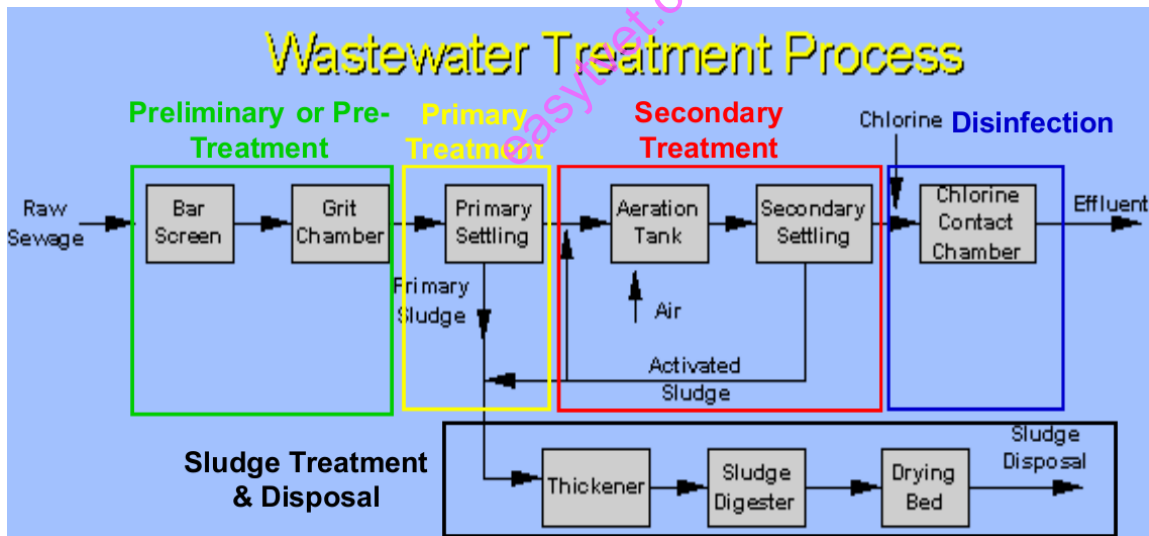 Wastewater Treatment Process
easytvet.c
Preliminary or Pre-
Treatment
Primary
Treatment
Secondary
Treatment
Chlorine
Disinfection
Raw
Sewage
Bar
Screen
Grit
Chamber
Primary
Settling
Aeration
Tank
Secondary
Settling
Chlorine
Contact
Chamber
Effluent
Primary
Sludge
Air
Activated
Sludge
Sludge Treatment
& Disposal
Thickener
Sludge
Digester
Drying
Bed
Sludge
Disposal